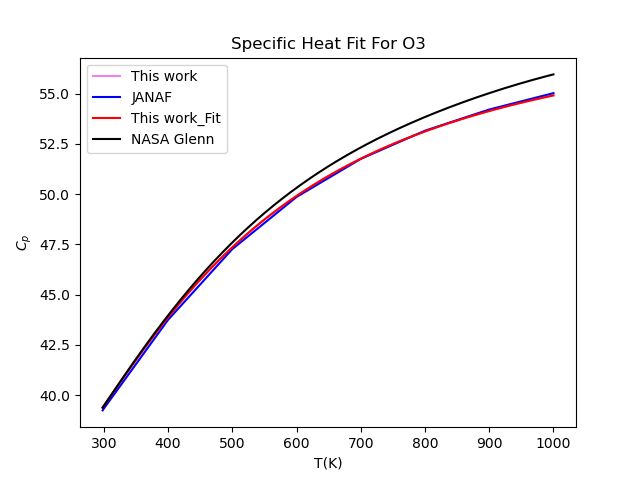 Specific Heat Fit For O3
This work
JANAF
This work_Fit
NASA Glenn
55.0
52.5
50.0
47.5
45.0
42.5
40.0
Cp
300 400 500 600 700 800 900 1000
T(K)